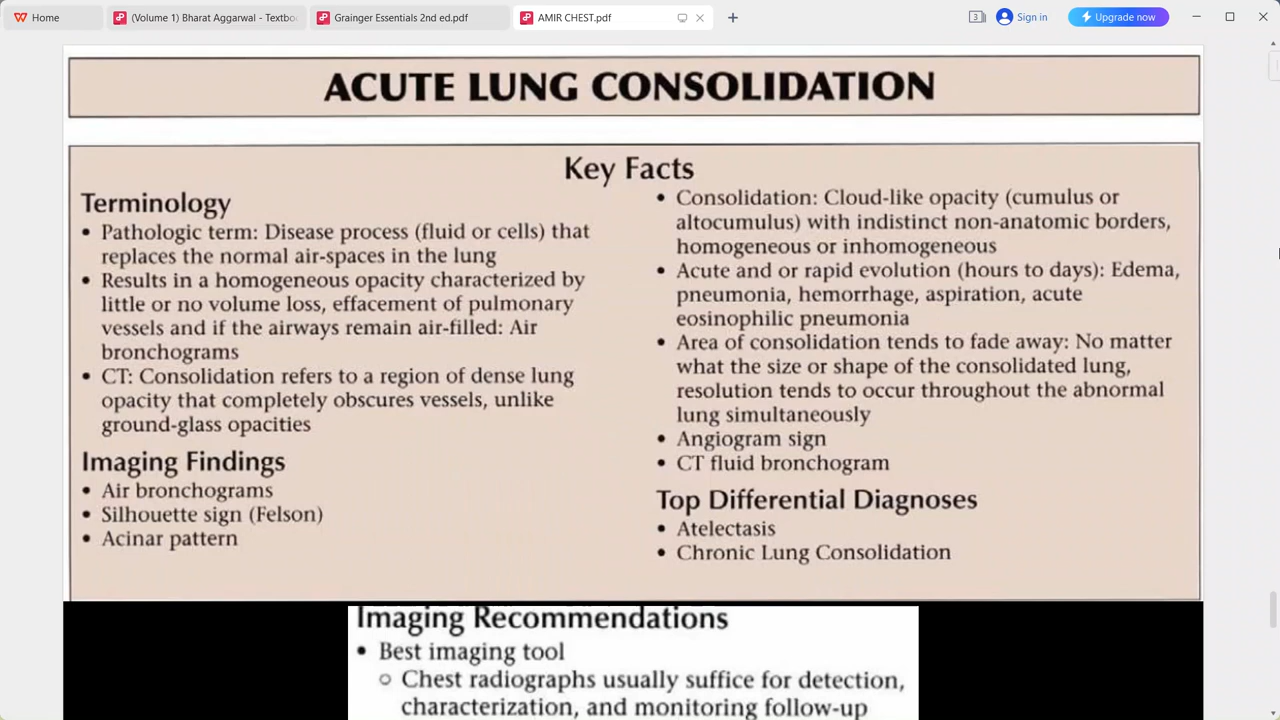 Home
(Volume 1) Bharat Aggarwal - Textbo
Grainger Essentials 2nd ed.pdf
AMIR CHEST.pdf
3
Sign in
Upgrade now
ACUTE LUNG CONSOLIDATION
Key Facts
Terminology
• Pathologic term: Disease process (fluid or cells) that
replaces the normal air-spaces in the lung
• Results in a homogeneous opacity characterized by
little or no volume loss, effacement of pulmonary
vessels and if the airways remain air-filled: Air
bronchograms
• CT: Consolidation refers to a region of dense lung
opacity that completely obscures vessels, unlike
ground-glass opacities
Imaging Findings
• Air bronchograms
• Silhouette sign (Felson)
• Acinar pattern
• Consolidation: Cloud-like opacity (cumulus or
altocumulus) with indistinct non-anatomic borders,
homogeneous or inhomogeneous
• Acute and or rapid evolution (hours to days): Edema,
pneumonia, hemorrhage, aspiration, acute
eosinophilic pneumonia
• Area of consolidation tends to fade away: No matter
what the size or shape of the consolidated lung,
resolution tends to occur throughout the abnormal
lung simultaneously
• Angiogram sign
• CT fluid bronchogram
Top Differential Diagnoses
• Atelectasis
• Chronic Lung Consolidation
Imaging Recommendations
• Best imaging tool
○ Chest radiographs usually suffice for detection,
characterization, and monitoring follow-up